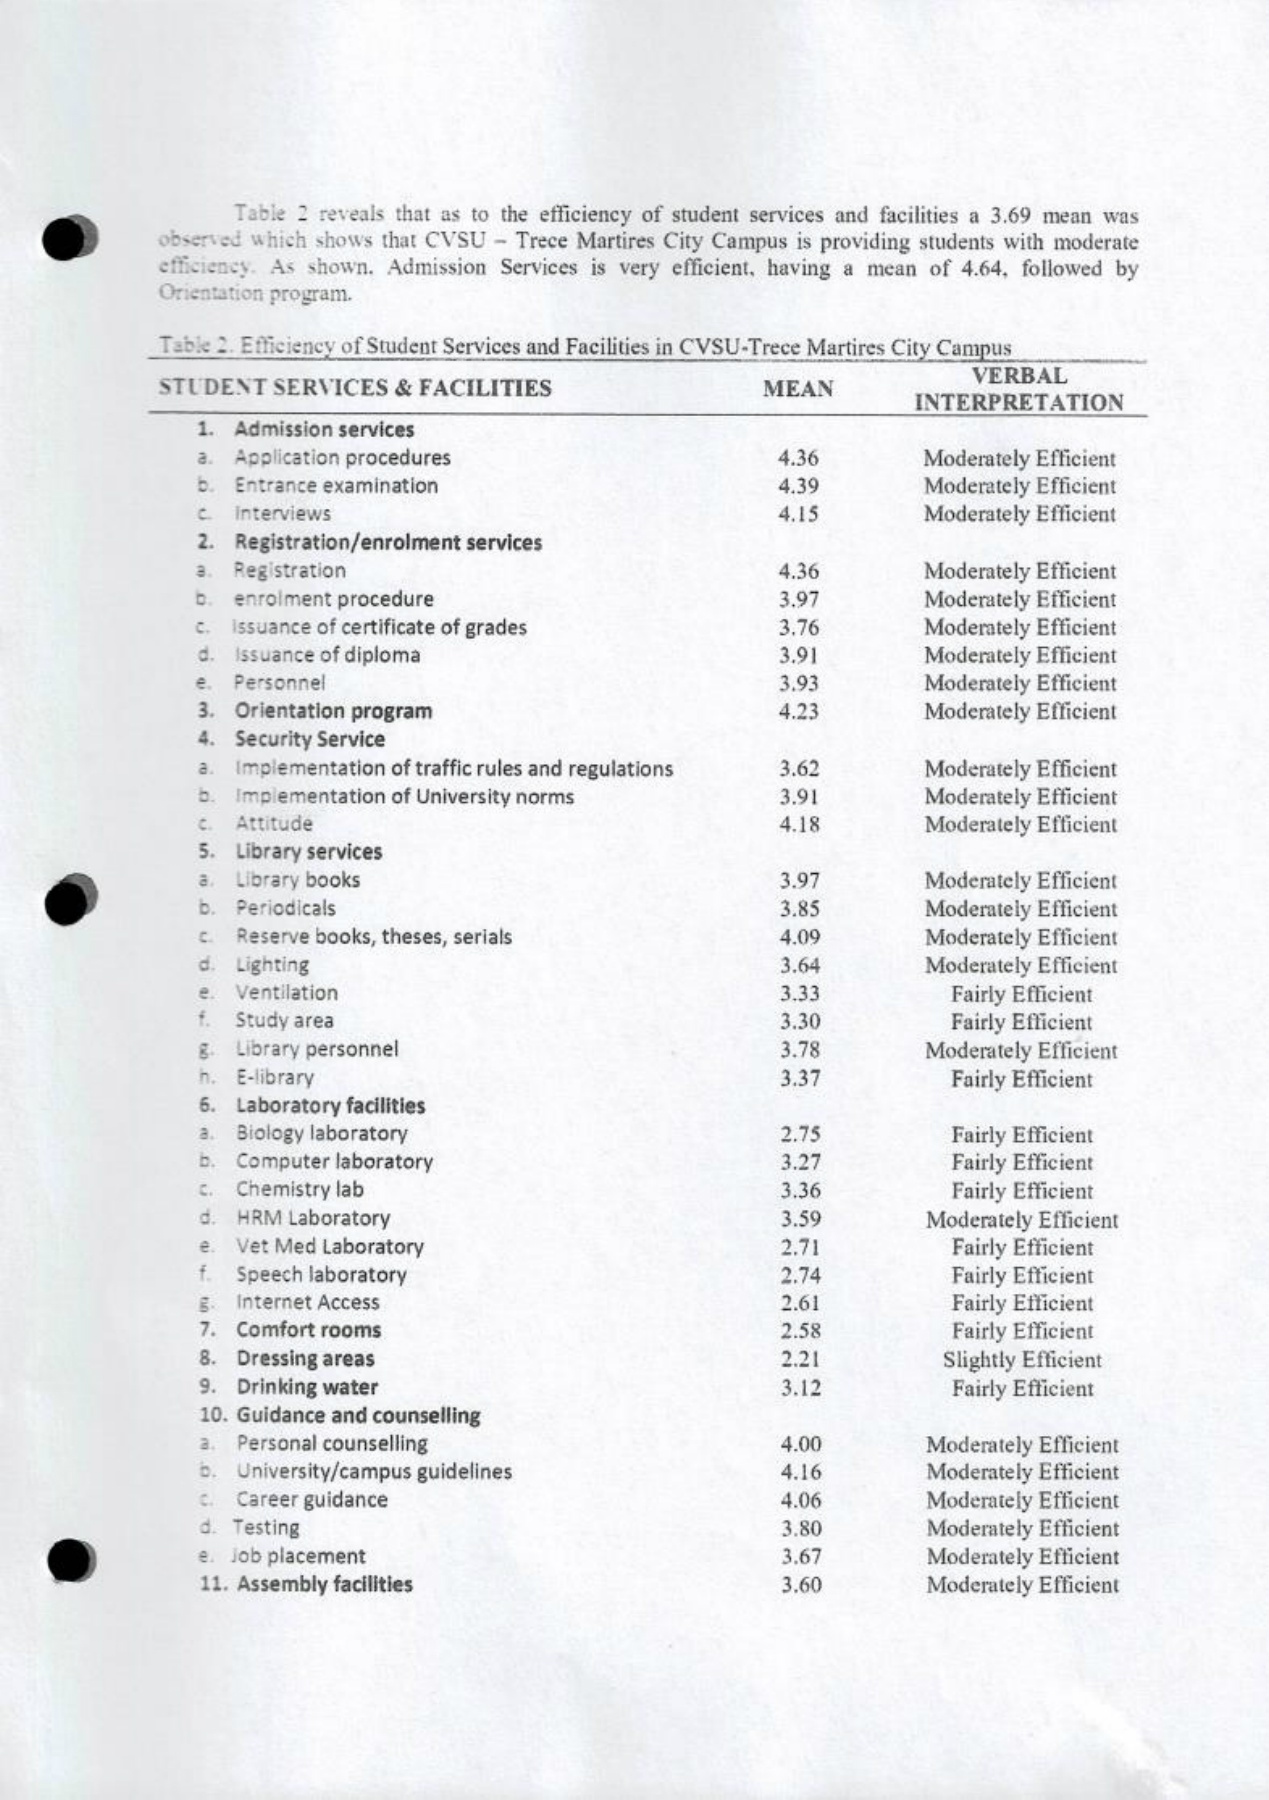 Table 2 reveals that as to the efficiency of student services and facilities a 3.69 mean was
observed which shows that CVSU – Trece Martires City Campus is providing students with moderate
efficiency. As shown. Admission Services is very efficient, having a mean of 4.64, followed by
Orientation program.
Table 2. Efficiency of Student Services and Facilities in CVSU-Trece Martires City Campus
STUDENT SERVICES & FACILITIES MEAN VERBAL INTERPRETATION
1. Admission services
a. Application procedures 4.36 Moderately Efficient
b. Entrance examination 4.39 Moderately Efficient
c. Interviews 4.15 Moderately Efficient
2. Registration/enrolment services
a. Registration 4.36 Moderately Efficient
b. enrolment procedure 3.97 Moderately Efficient
c. Issuance of certificate of grades 3.76 Moderately Efficient
d. Issuance of diploma 3.91 Moderately Efficient
e. Personnel 3.93 Moderately Efficient
3. Orientation program 4.23 Moderately Efficient
4. Security Service
a. Implementation of traffic rules and regulations 3.62 Moderately Efficient
b. Implementation of University norms 3.91 Moderately Efficient
c. Attitude 4.18 Moderately Efficient
5. Library services
a. Library books 3.97 Moderately Efficient
b. Periodicals 3.85 Moderately Efficient
c. Reserve books, theses, serials 4.09 Moderately Efficient
d. Lighting 3.64 Moderately Efficient
e. Ventilation 3.33 Fairly Efficient
f. Study area 3.30 Fairly Efficient
g. Library personnel 3.78 Moderately Efficient
h. E-library 3.37 Fairly Efficient
6. Laboratory facilities
a. Biology laboratory 2.75 Fairly Efficient
b. Computer laboratory 3.27 Fairly Efficient
c. Chemistry lab 3.36 Fairly Efficient
d. HRM Laboratory 3.59 Moderately Efficient
e. Vet Med Laboratory 2.71 Fairly Efficient
f. Speech laboratory 2.74 Fairly Efficient
g. Internet Access 2.61 Fairly Efficient
7. Comfort rooms 2.58 Fairly Efficient
8. Dressing areas 2.21 Slightly Efficient
9. Drinking water 3.12 Fairly Efficient
10. Guidance and counselling
a. Personal counselling 4.00 Moderately Efficient
b. University/campus guidelines 4.16 Moderately Efficient
c. Career guidance 4.06 Moderately Efficient
d. Testing 3.80 Moderately Efficient
e. Job placement 3.67 Moderately Efficient
11. Assembly facilities 3.60 Moderately Efficient